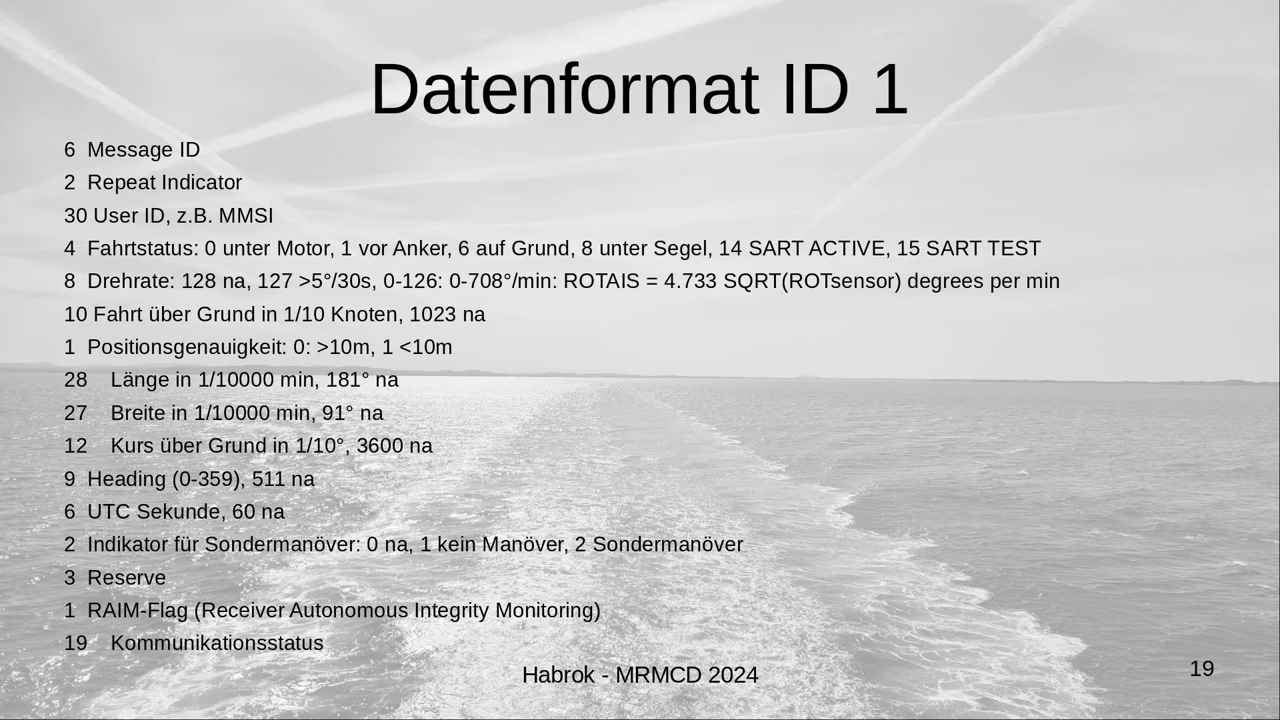 Datenformat ID 1
6 Message ID
2 Repeat Indicator
30 User ID, z.B. MMSI
4 Fahrtstatus: 0 unter Motor, 1 vor Anker, 6 auf Grund, 8 unter Segel, 14 SART ACTIVE, 15 SART TEST
8 Drehrate: 128 na, 127 >5°/30s, 0-126: 0-708°/min: ROTAIS = 4.733 SQRT(ROTsensor) degrees per min
10 Fahrt über Grund in 1/10 Knoten, 1023 na
1 Positionsgenauigkeit: 0: >10m, 1 <10m
28 Länge in 1/10000 min, 181° na
27 Breite in 1/10000 min, 91° na
12 Kurs über Grund in 1/10°, 3600 na
9 Heading (0-359), 511 na
6 UTC Sekunde, 60 na
2 Indikator für Sondermanöver: 0 na, 1 kein Manöver, 2 Sondermanöver
3 Reserve
1 RAIM-Flag (Receiver Autonomous Integrity Monitoring)
19 Kommunikationsstatus
Habrok - MRMCD 2024
19